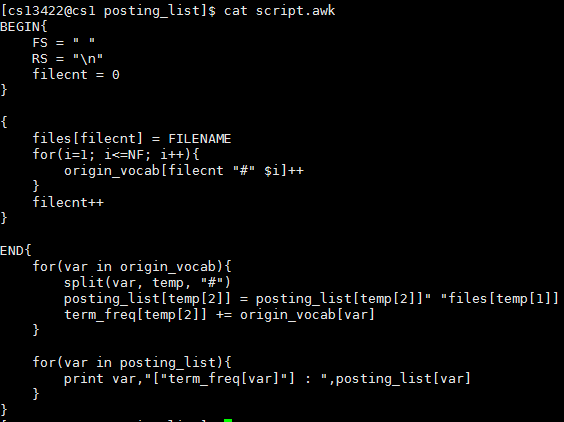 [cs13422@cs1 posting_list]$ cat script.awk
BEGIN{
    FS = " "
    RS = "\n"
    filecnt = 0
}

{
    files[filecnt] = FILENAME
    for(i=1; i<=NF; i++){
        origin_vocab[filecnt "#" $i]++
    }
    filecnt++
}

END{
    for(var in origin_vocab){
        split(var, temp, "#")
        posting_list[temp[2]] = posting_list[temp[2]]" "files[temp[1]]
        term_freq[temp[2]] += origin_vocab[var]
    }

    for(var in posting_list){
        print var,"["term_freq[var]"] : ",posting_list[var]
    }
}